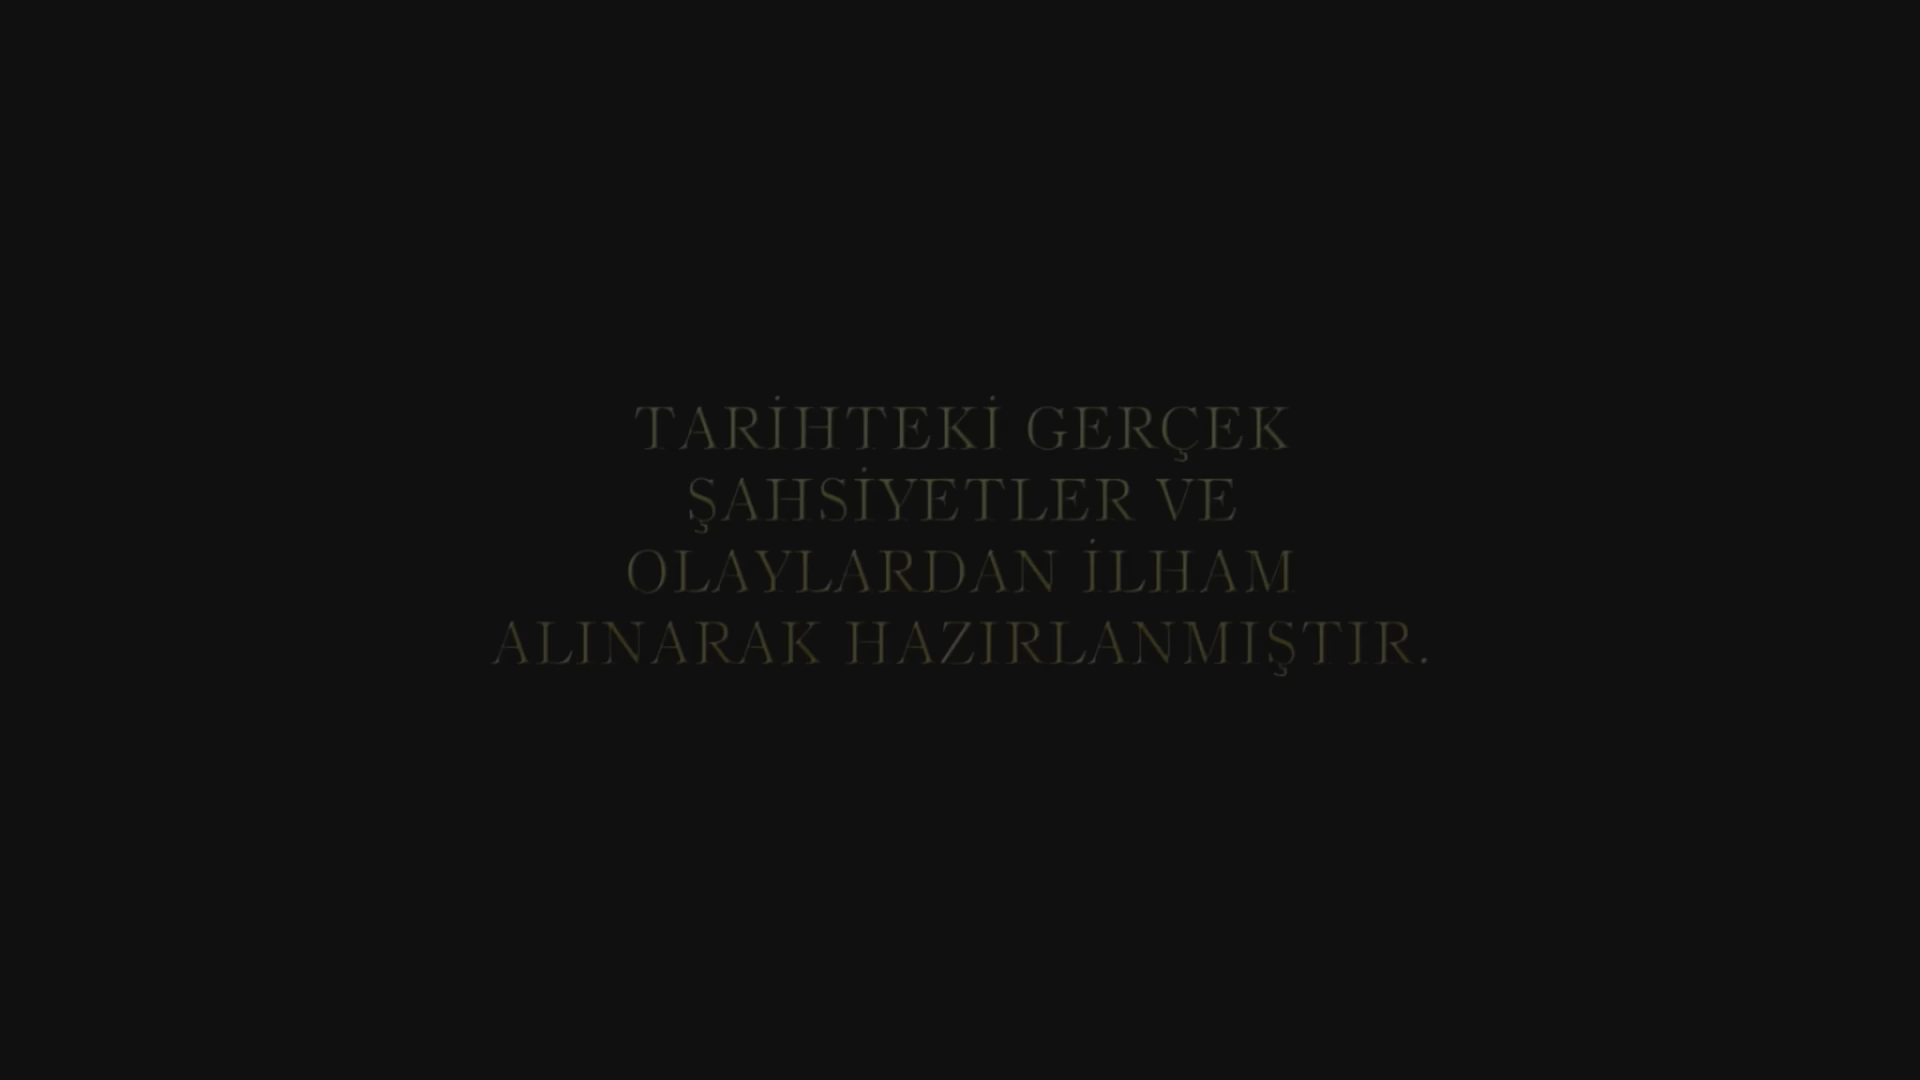 TARİHTEKİ GERÇEK
ŞAHSİYETLER VE
OLAYLARDAN İLHAM
ALINARAK HAZIRLANMIŞTIR.